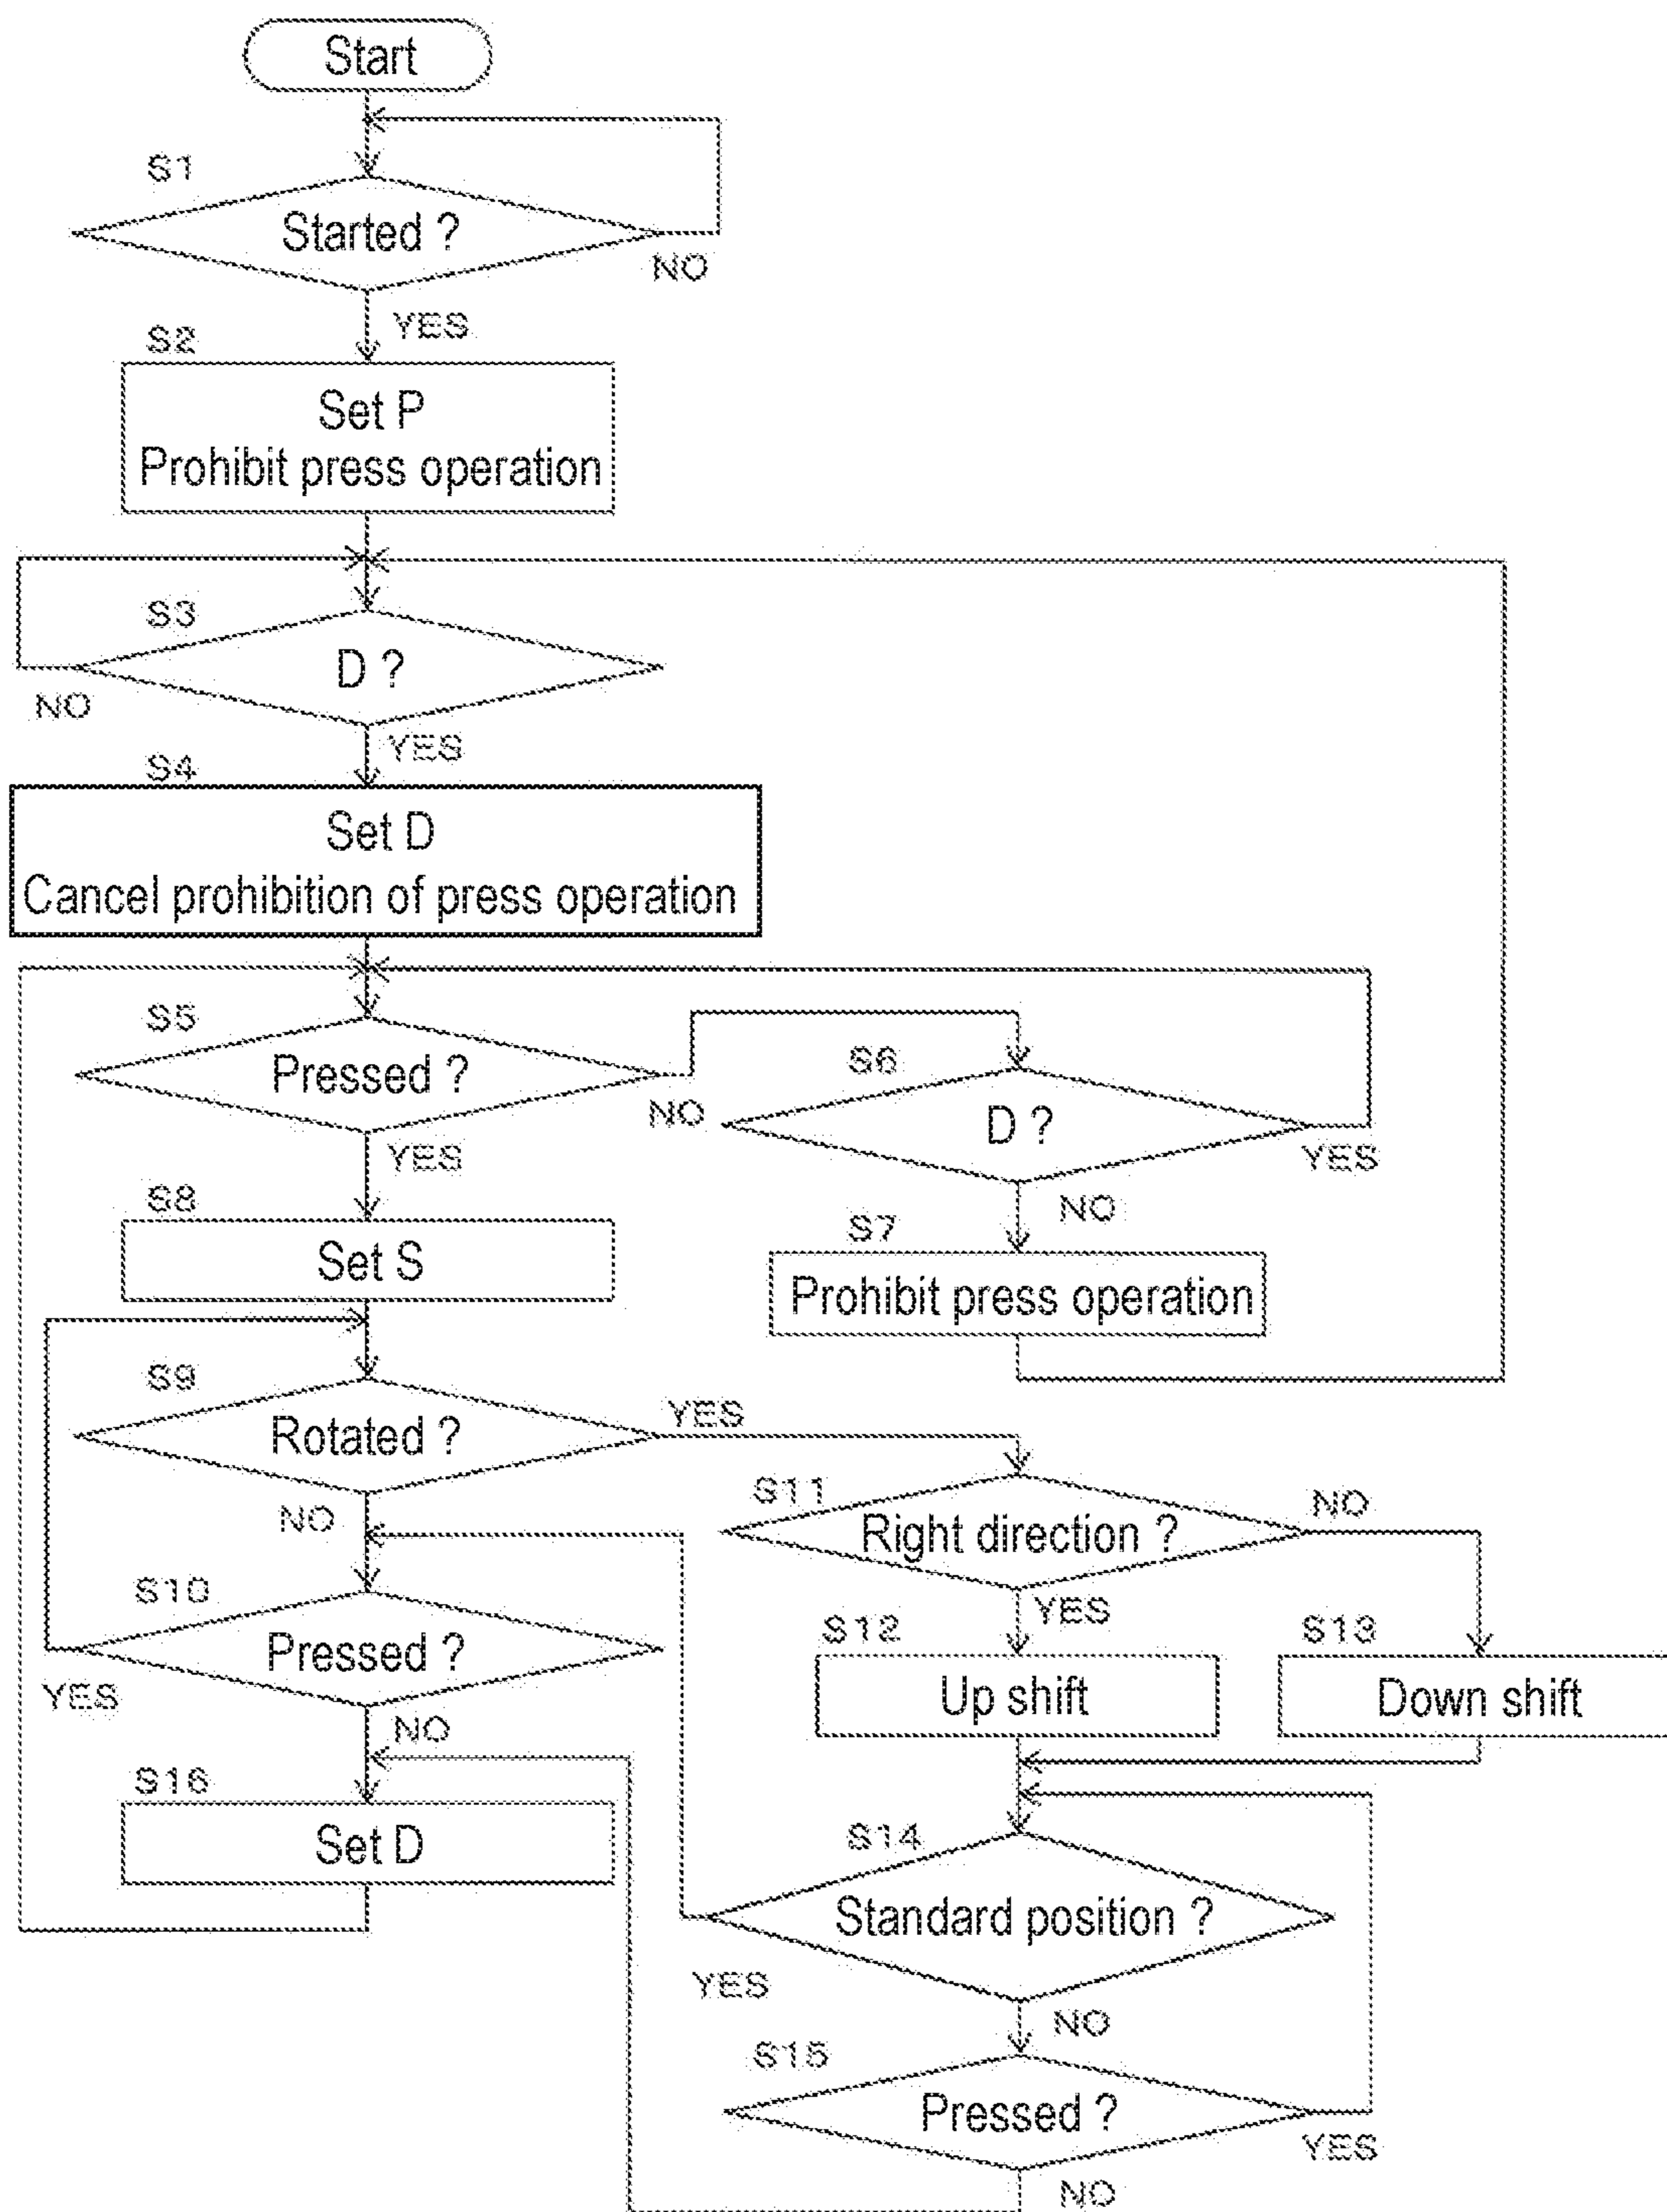 Start
S1
Started ?
NO
YES
S2
Set P
Prohibit press operation
S3
D ?
NO
YES
S4
Set D
Cancel prohibition of press operation
S5
Pressed ?
NO
YES
S6
D ?
YES
NO
S7
Prohibit press operation
S8
Set S
S9
Rotated ?
YES
NO
S10
Pressed ?
YES
NO
S11
Right direction ?
NO
YES
S12
Up shift
S13
Down shift
S14
Standard position ?
YES
NO
S15
Pressed ?
YES
NO
S16
Set D